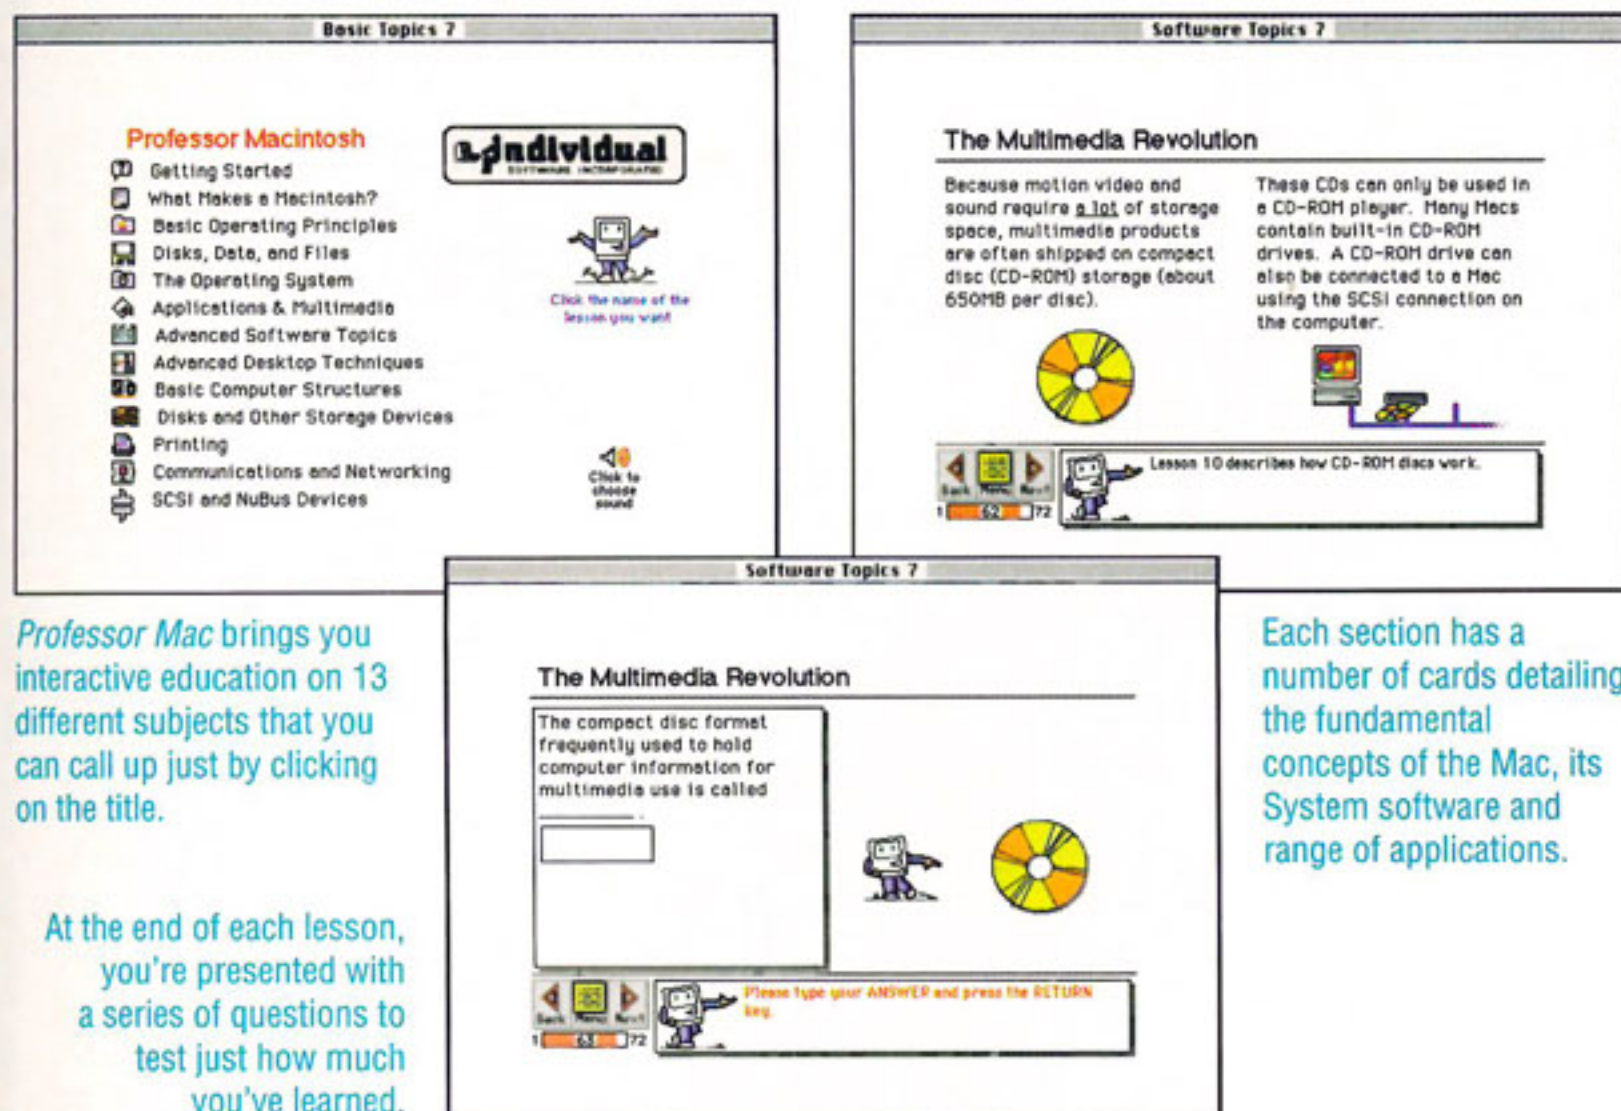 Basic Topics 7
Professor Macintosh
Getting Started
What Makes a Macintosh?
Basic Operating Principles
Disks, Data, and Files
The Operating System
Applications & Multimedia
Advanced Software Topics
Advanced Desktop Techniques
Basic Computer Structures
Disks and Other Storage Devices
Printing
Communications and Networking
SCSI and NuBus Devices
individual
SOFTWARE INCORPORATED
Click the name of the
lesson you want
Click to
choose
sound
Software Topics 7
The Multimedia Revolution
Because motion video and
sound require a lot of storage
space, multimedia products
are often shipped on compact
disc (CD-ROM) storage (about
650MB per disc).
These CDs can only be used in
a CD-ROM player. Many Macs
contain built-in CD-ROM
drives. A CD-ROM drive can
also be connected to a Mac
using the SCSI connection on
the computer.
Back Menu Next
1 62 72
Lesson 10 describes how CD-ROM discs work.
Professor Mac brings you
interactive education on 13
different subjects that you
can call up just by clicking
on the title.
Software Topics 7
The Multimedia Revolution
The compact disc format
frequently used to hold
computer information for
multimedia use is called
________ .
Back Menu Next
1 63 72
Please type your ANSWER and press the RETURN
key.
Each section has a
number of cards detailing
the fundamental
concepts of the Mac, its
System software and
range of applications.
At the end of each lesson,
you're presented with
a series of questions to
test just how much
you've learned.